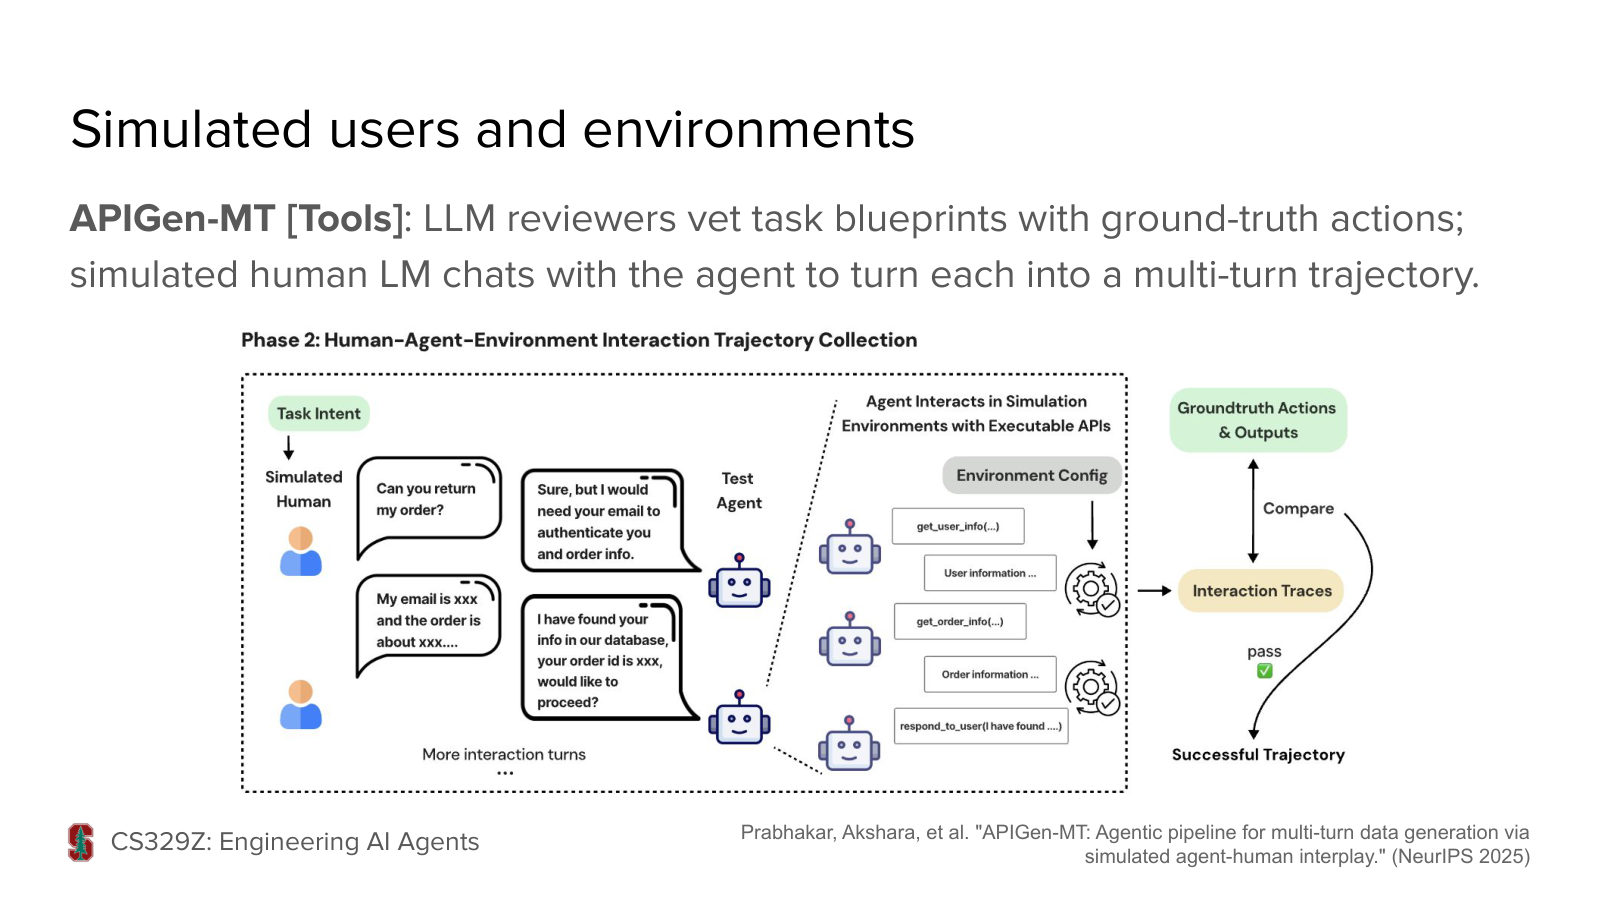 Simulated users and environments
APIGen-MT [Tools]: LLM reviewers vet task blueprints with ground-truth actions;
simulated human LM chats with the agent to turn each into a multi-turn trajectory.
Phase 2: Human-Agent-Environment Interaction Trajectory Collection
Task Intent
Simulated
Human
Can you return
my order?
Sure, but I would
need your email to
authenticate you
and order info.
Test
Agent
My email is xxx
and the order is
about xxx....
I have found your
info in our database,
your order id is xxx,
would like to
proceed?
More interaction turns
...
Agent Interacts in Simulation
Environments with Executable APIs
Environment Config
get_user_info(...)
User information ...
get_order_info(...)
Order information ...
respond_to_user(I have found ....)
Groundtruth Actions
& Outputs
Compare
Interaction Traces
pass
Successful Trajectory
CS329Z: Engineering AI Agents
Prabhakar, Akshara, et al. "APIGen-MT: Agentic pipeline for multi-turn data generation via
simulated agent-human interplay." (NeurIPS 2025)